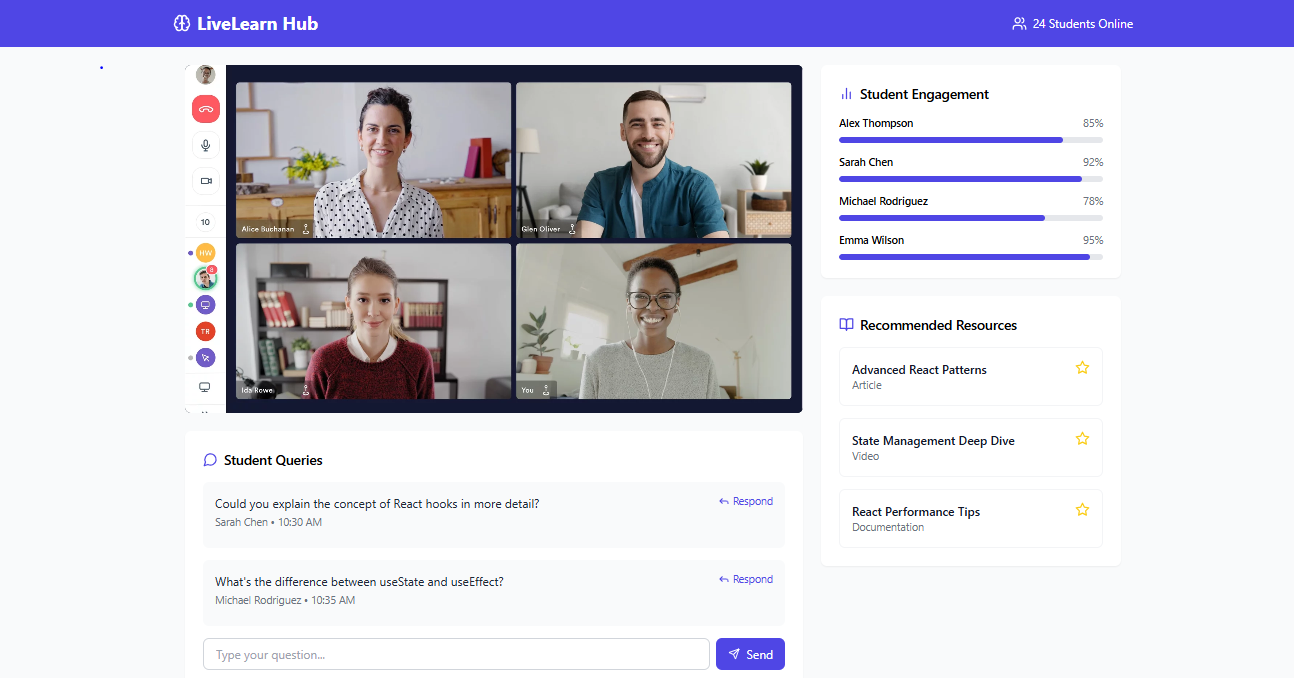 LiveLearn Hub
24 Students Online
10
HW
8
TR
Alice Buchanan
Glen Oliver
Ida Rowe
You
Student Engagement
Alex Thompson 85%
Sarah Chen 92%
Michael Rodriguez 78%
Emma Wilson 95%
Recommended Resources
Advanced React Patterns
Article
State Management Deep Dive
Video
React Performance Tips
Documentation
Student Queries
Could you explain the concept of React hooks in more detail?
Respond
Sarah Chen • 10:30 AM
What's the difference between useState and useEffect?
Respond
Michael Rodriguez • 10:35 AM
Type your question...
Send